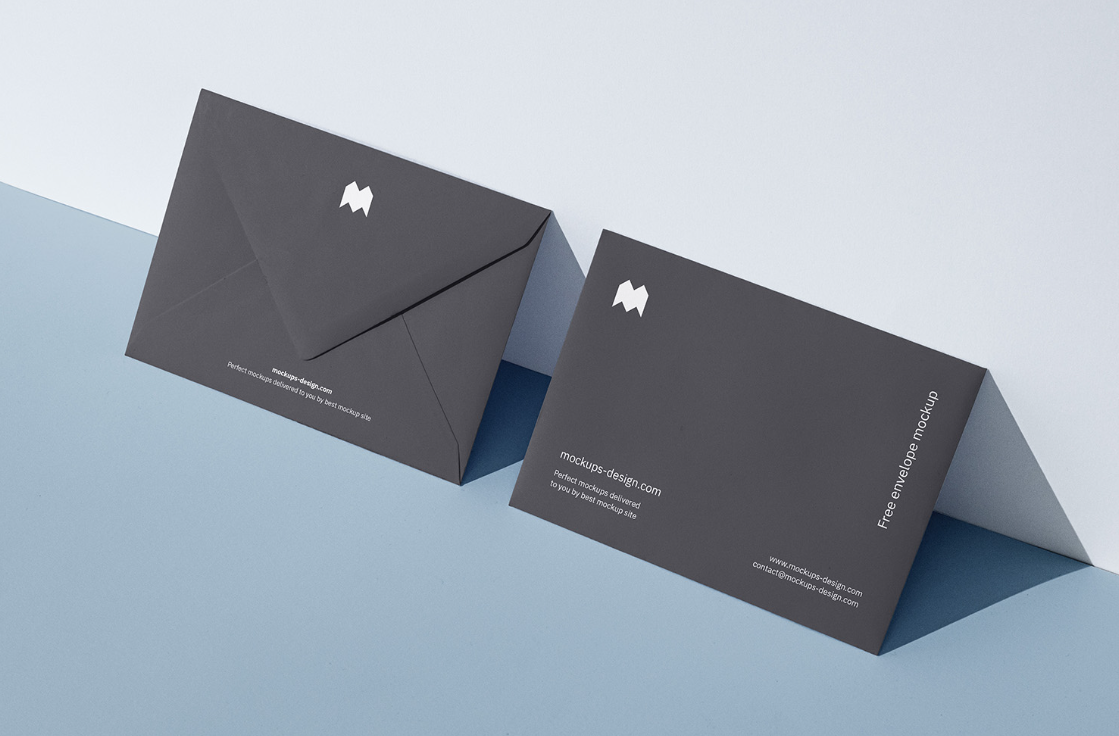 mockups-design.com
Perfect mockups delivered to you by best mockup site
mockups-design.com
Perfect mockups delivered
to you by best mockup site
Free envelope mockup
www.mockups-design.com
contact@mockups-design.com